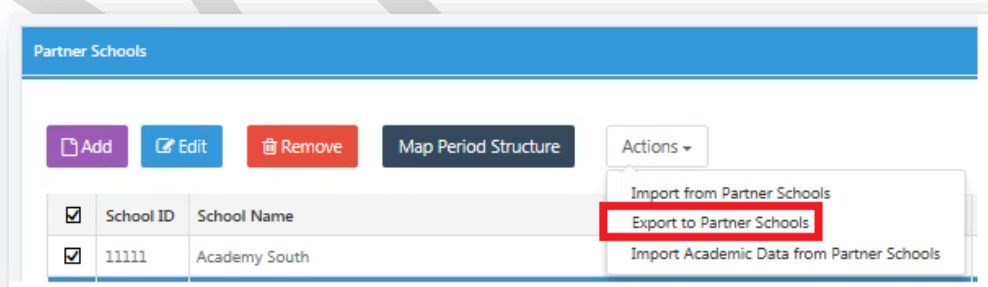 Partner Schools
Add Edit Remove Map Period Structure Actions
Import from Partner Schools
School ID School Name
Export to Partner Schools
11111 Academy South
Import Academic Data from Partner Schools